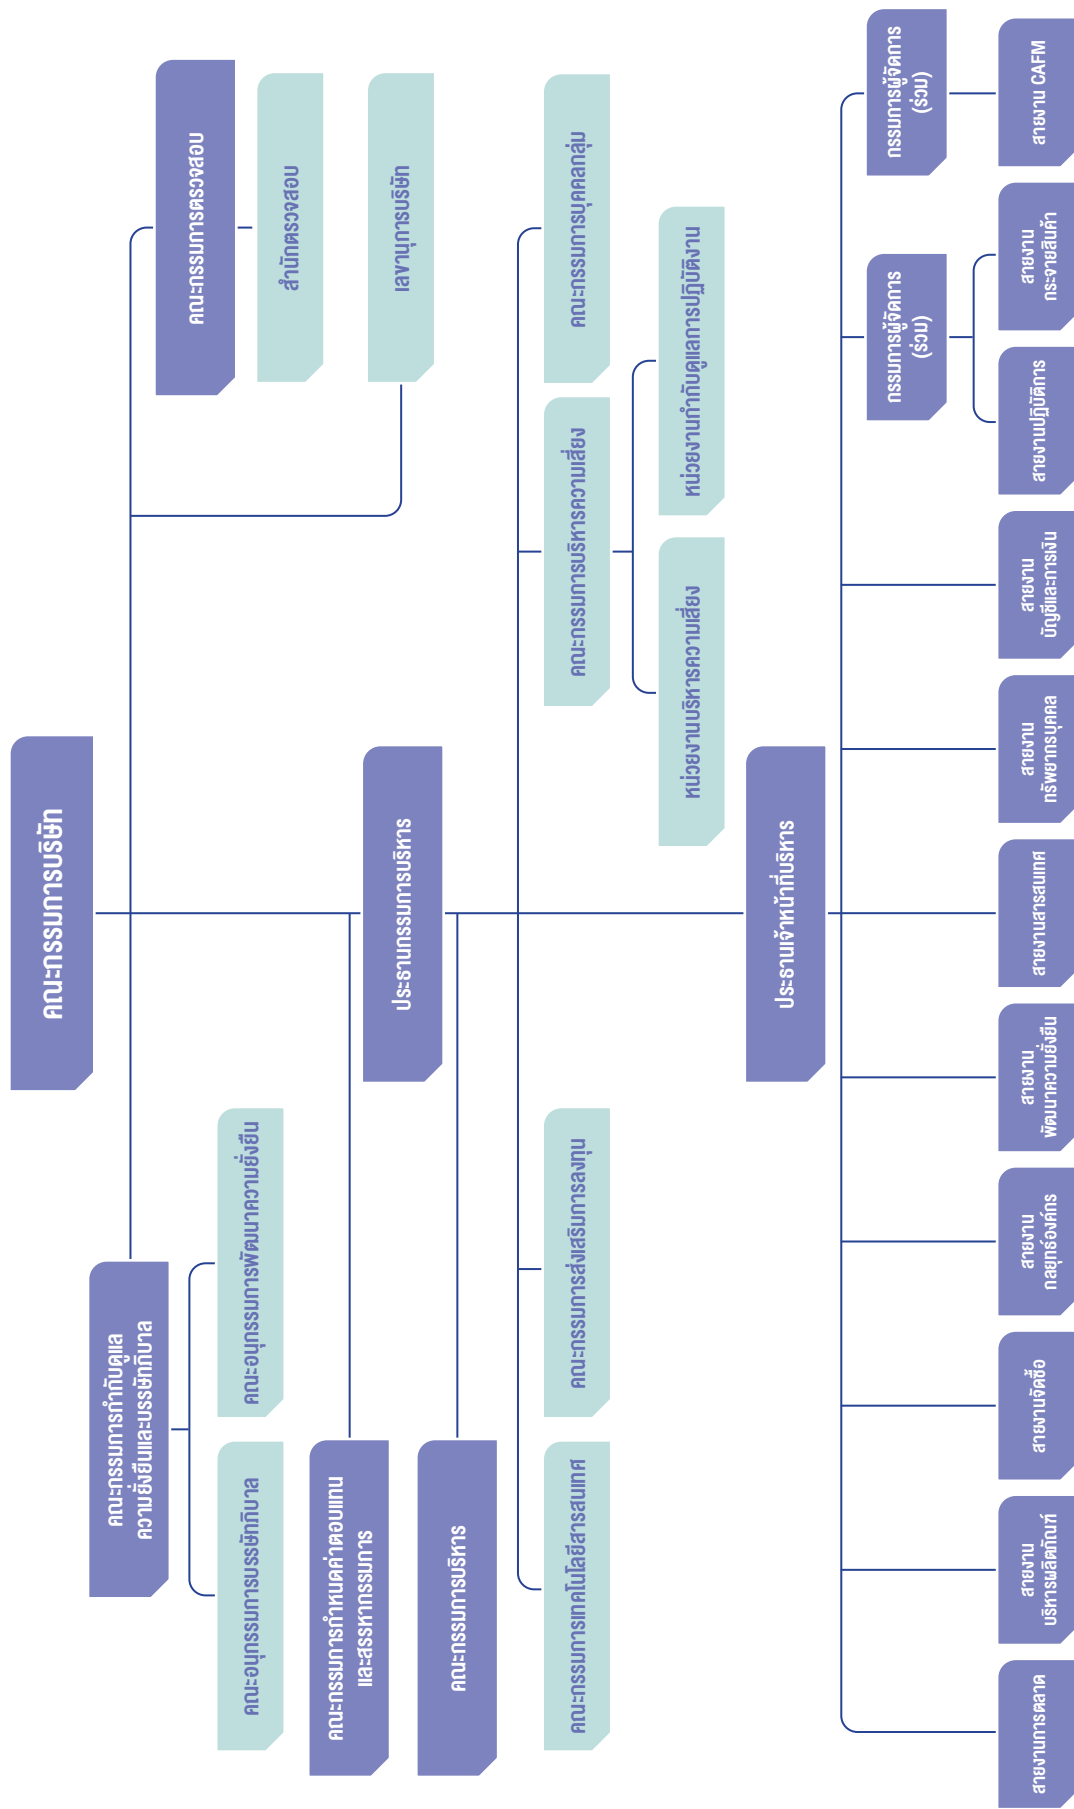 คณะกรรมการบริษัท
คณะกรรมการกำกับดูแล
ความยั่งยืนและบรรษัทภิบาล
คณะกรรมการตรวจสอบ
คณะอนุกรรมการบรรษัทภิบาล
คณะอนุกรรมการพัฒนาความยั่งยืน
สำนักตรวจสอบ
คณะกรรมการกำหนดค่าตอบแทน
และสรรหากรรมการ
ประธานกรรมการบริหาร
เลขานุการบริษัท
คณะกรรมการบริหาร
คณะกรรมการเทคโนโลยีสารสนเทศ
คณะกรรมการส่งเสริมการลงทุน
คณะกรรมการบริหารความเสี่ยง
คณะกรรมการบุคคลกลุ่ม
หน่วยงานบริหารความเสี่ยง
หน่วยงานกำกับดูแลการปฏิบัติงาน
ประธานเจ้าหน้าที่บริหาร
กรรมการผู้จัดการ
(ร่วม)
กรรมการผู้จัดการ
(ร่วม)
สายงานการตลาด
สายงาน
บริหารผลิตภัณฑ์
สายงานจัดซื้อ
สายงาน
กลยุทธ์องค์กร
สายงาน
พัฒนาความยั่งยืน
สายงานสารสนเทศ
สายงาน
ทรัพยากรบุคคล
สายงาน
บัญชีและการเงิน
สายงานปฏิบัติการ
สายงาน
กระจายสินค้า
สายงาน CAFM